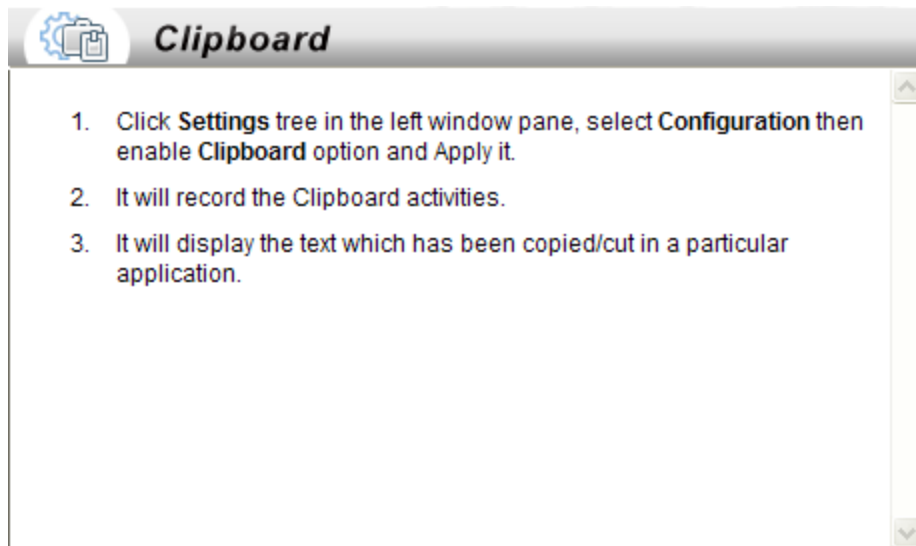 Clipboard
1. Click Settings tree in the left window pane, select Configuration then
enable Clipboard option and Apply it.
2. It will record the Clipboard activities.
3. It will display the text which has been copied/cut in a particular
application.